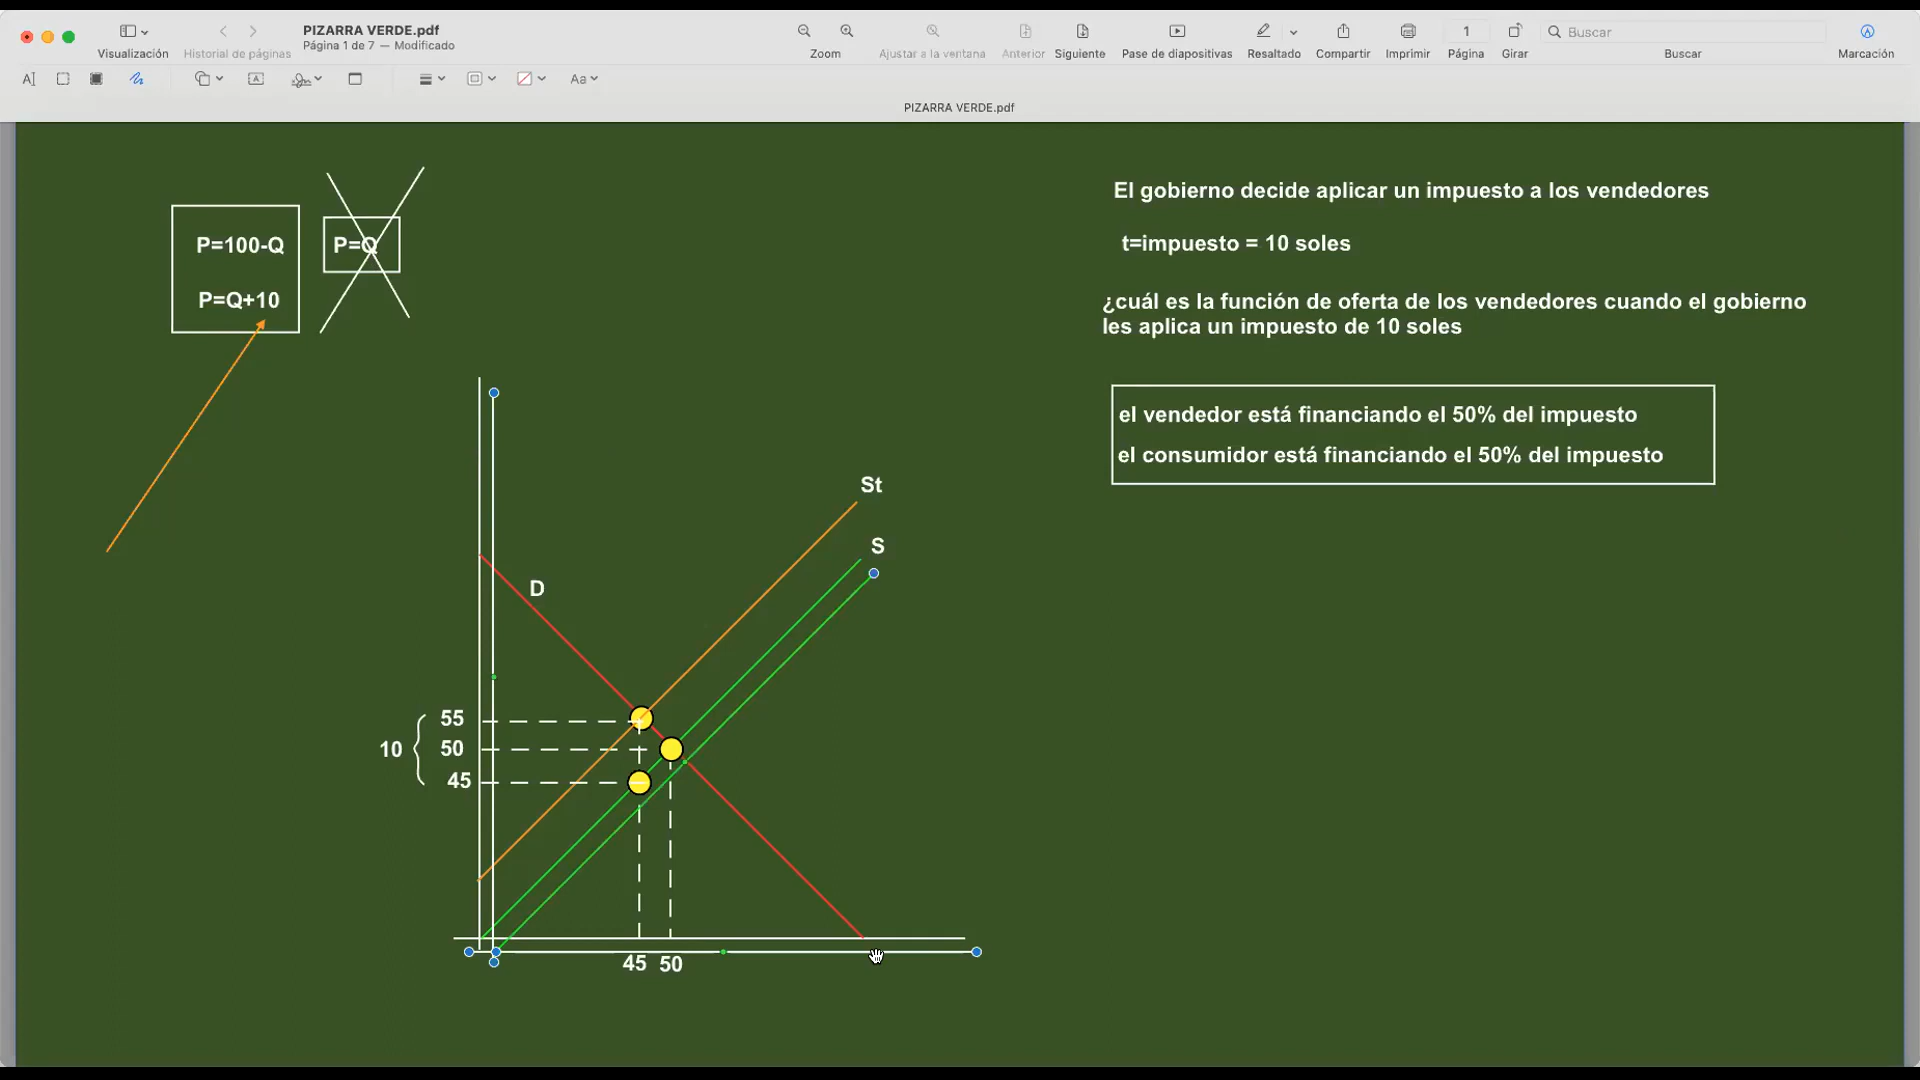 PIZARRA VERDE.pdf
Página 1 de 7 — Modificado
Visualización
Historial de páginas
Zoom
Ajustar a la ventana
Anterior
Siguiente
Pase de diapositivas
Resaltado
Compartir
Imprimir
1
Página
Girar
Buscar
Buscar
Marcación
A
A
Aa
PIZARRA VERDE.pdf
P=100-Q
P=Q
P=Q+10
El gobierno decide aplicar un impuesto a los vendedores
t=impuesto = 10 soles
¿cuál es la función de oferta de los vendedores cuando el gobierno
les aplica un impuesto de 10 soles
el vendedor está financiando el 50% del impuesto
el consumidor está financiando el 50% del impuesto
St
S
D
55
10
50
45
45
50